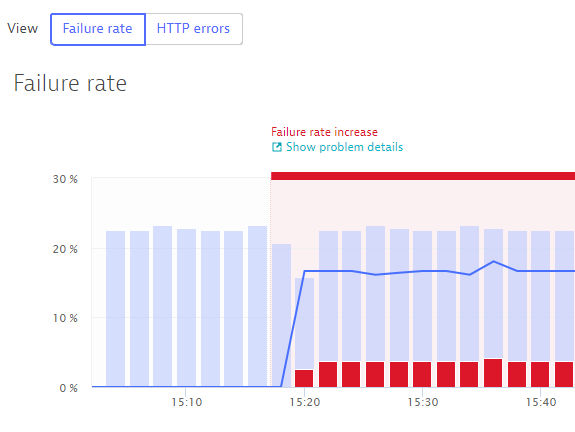 View Failure rate HTTP errors
Failure rate
Failure rate increase
Show problem details
30 %
20 %
10 %
0 %
15:10 15:20 15:30 15:40